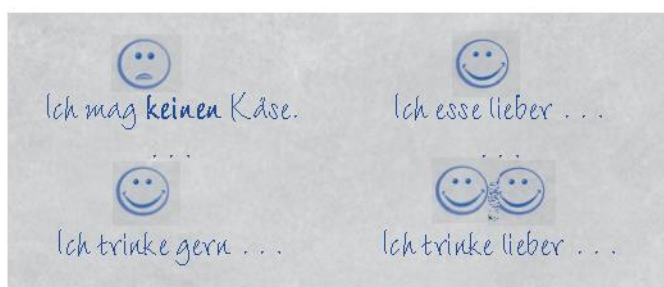 Ich mag keinen Käse.
Ich esse lieber . . .
. . .
. . .
Ich trinke gern . . .
Ich trinke lieber . . .